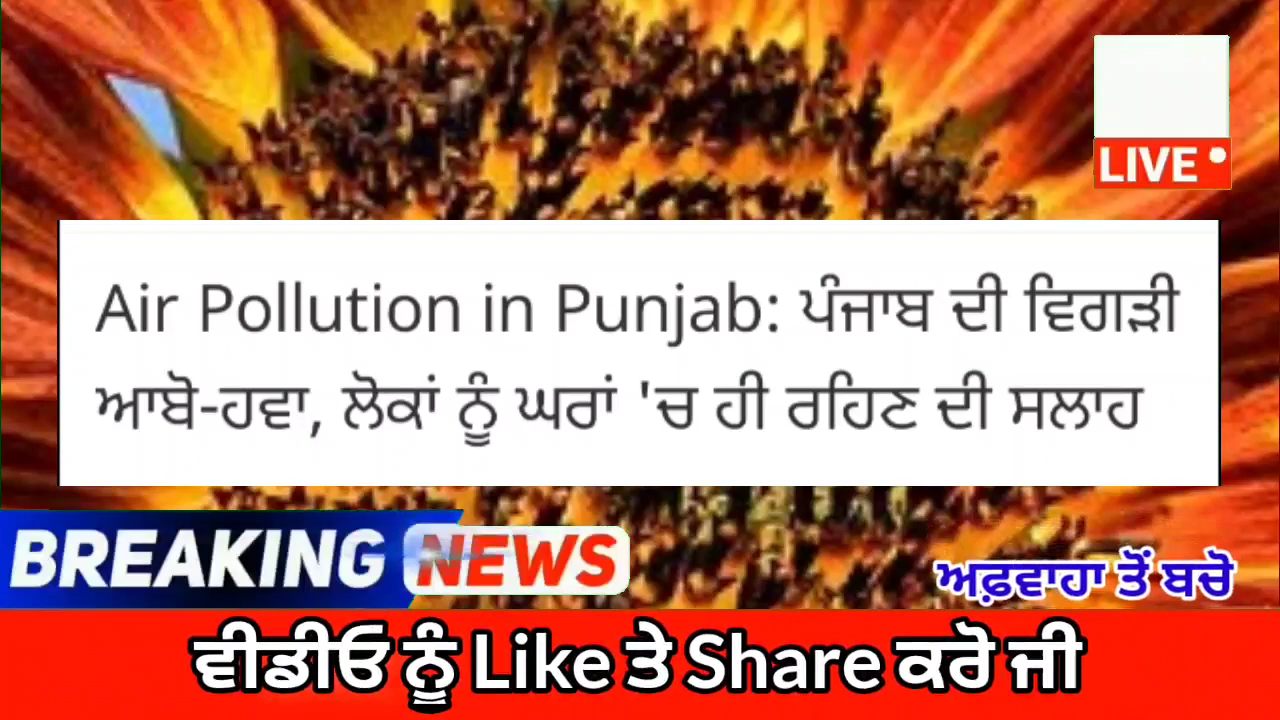 LIVE
Air Pollution in Punjab: ਪੰਜਾਬ ਦੀ ਵਿਗੜੀ
ਆਬੋ-ਹਵਾ, ਲੋਕਾਂ ਨੂੰ ਘਰਾਂ 'ਚ ਹੀ ਰਹਿਣ ਦੀ ਸਲਾਹ
BREAKING NEWS
ਅਫ਼ਵਾਹਾ ਤੋਂ ਬਚੋ
ਵੀਡੀਓ ਨੂੰ Like ਤੇ Share ਕਰੋ ਜੀ